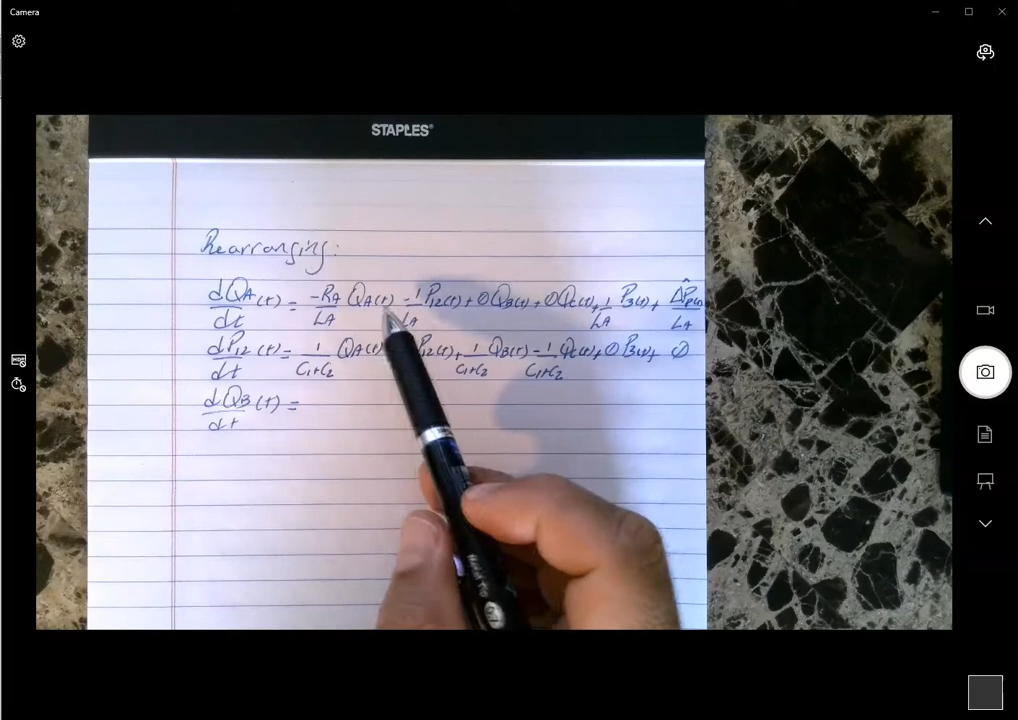 Camera
STAPLES
Rearranging:
dQA(t)/dt = -RA/LA QA(t) -1/LA P12(t) + 0 QB(t) + 0 QC(t) + 1/LA P3(t) + ΔP̂P(t)/LA
dP12(t)/dt = 1/C1+C2 QA(t) P12(t) + 1/C1+C2 QB(t) - 1/C1+C2 QC(t) + 0 P3(t) + 0
dQB/dt (t) =